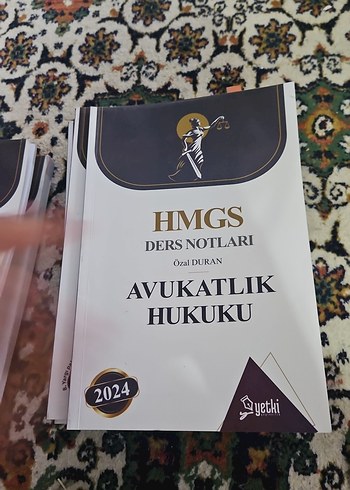 HMGS
DERS NOTLARI
Özal DURAN
AVUKATLIK
HUKUKU
2024
yetki